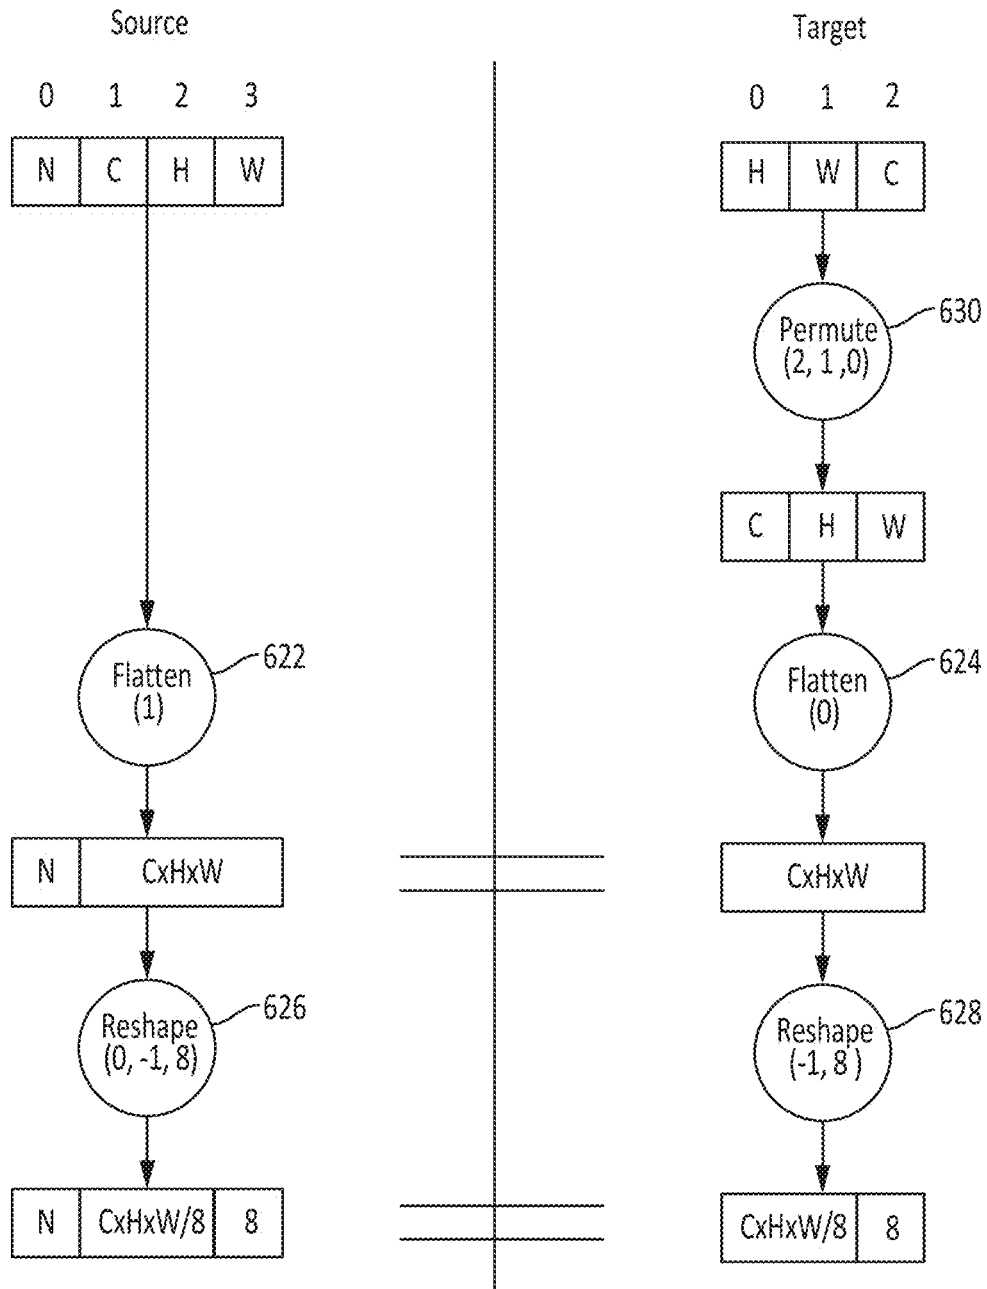 Source
0 1 2 3
N C H W
Flatten
(1)
622
N CxHxW
Reshape
(0, -1, 8)
626
N CxHxW/8 8
Target
0 1 2
H W C
Permute
(2, 1 ,0)
630
C H W
Flatten
(0)
624
CxHxW
Reshape
(-1, 8 )
628
CxHxW/8 8